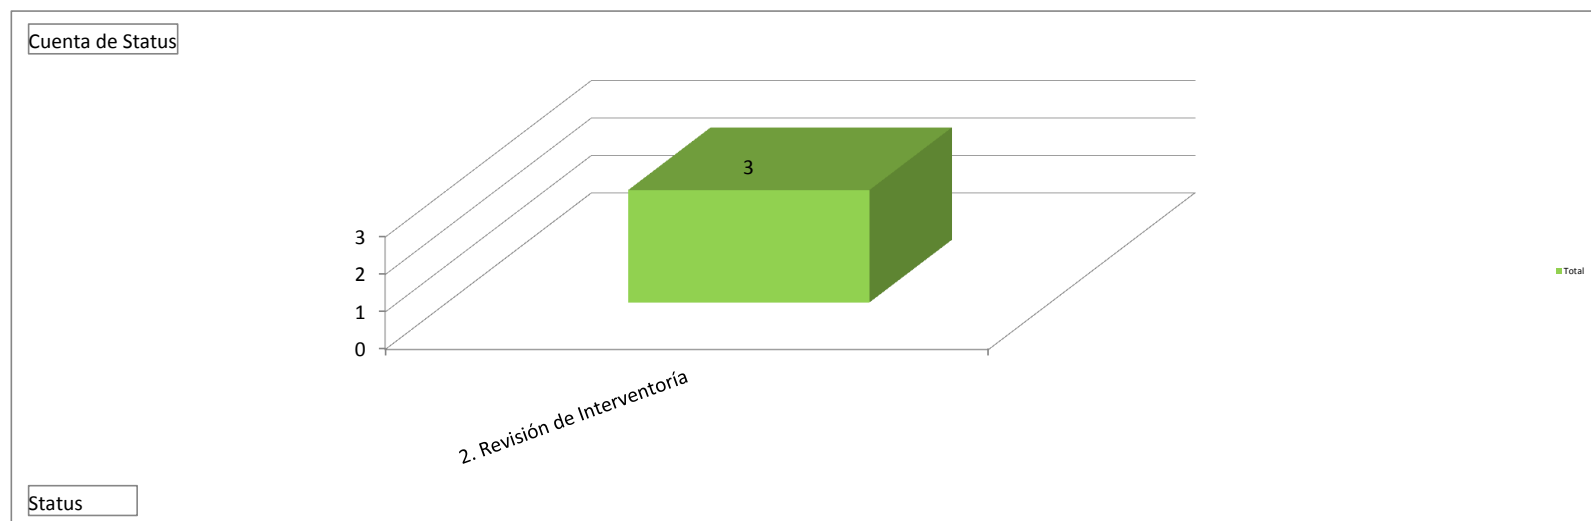 Cuenta de Status
3
3
2
1
0
Total
2. Revisión de Interventoría
Status